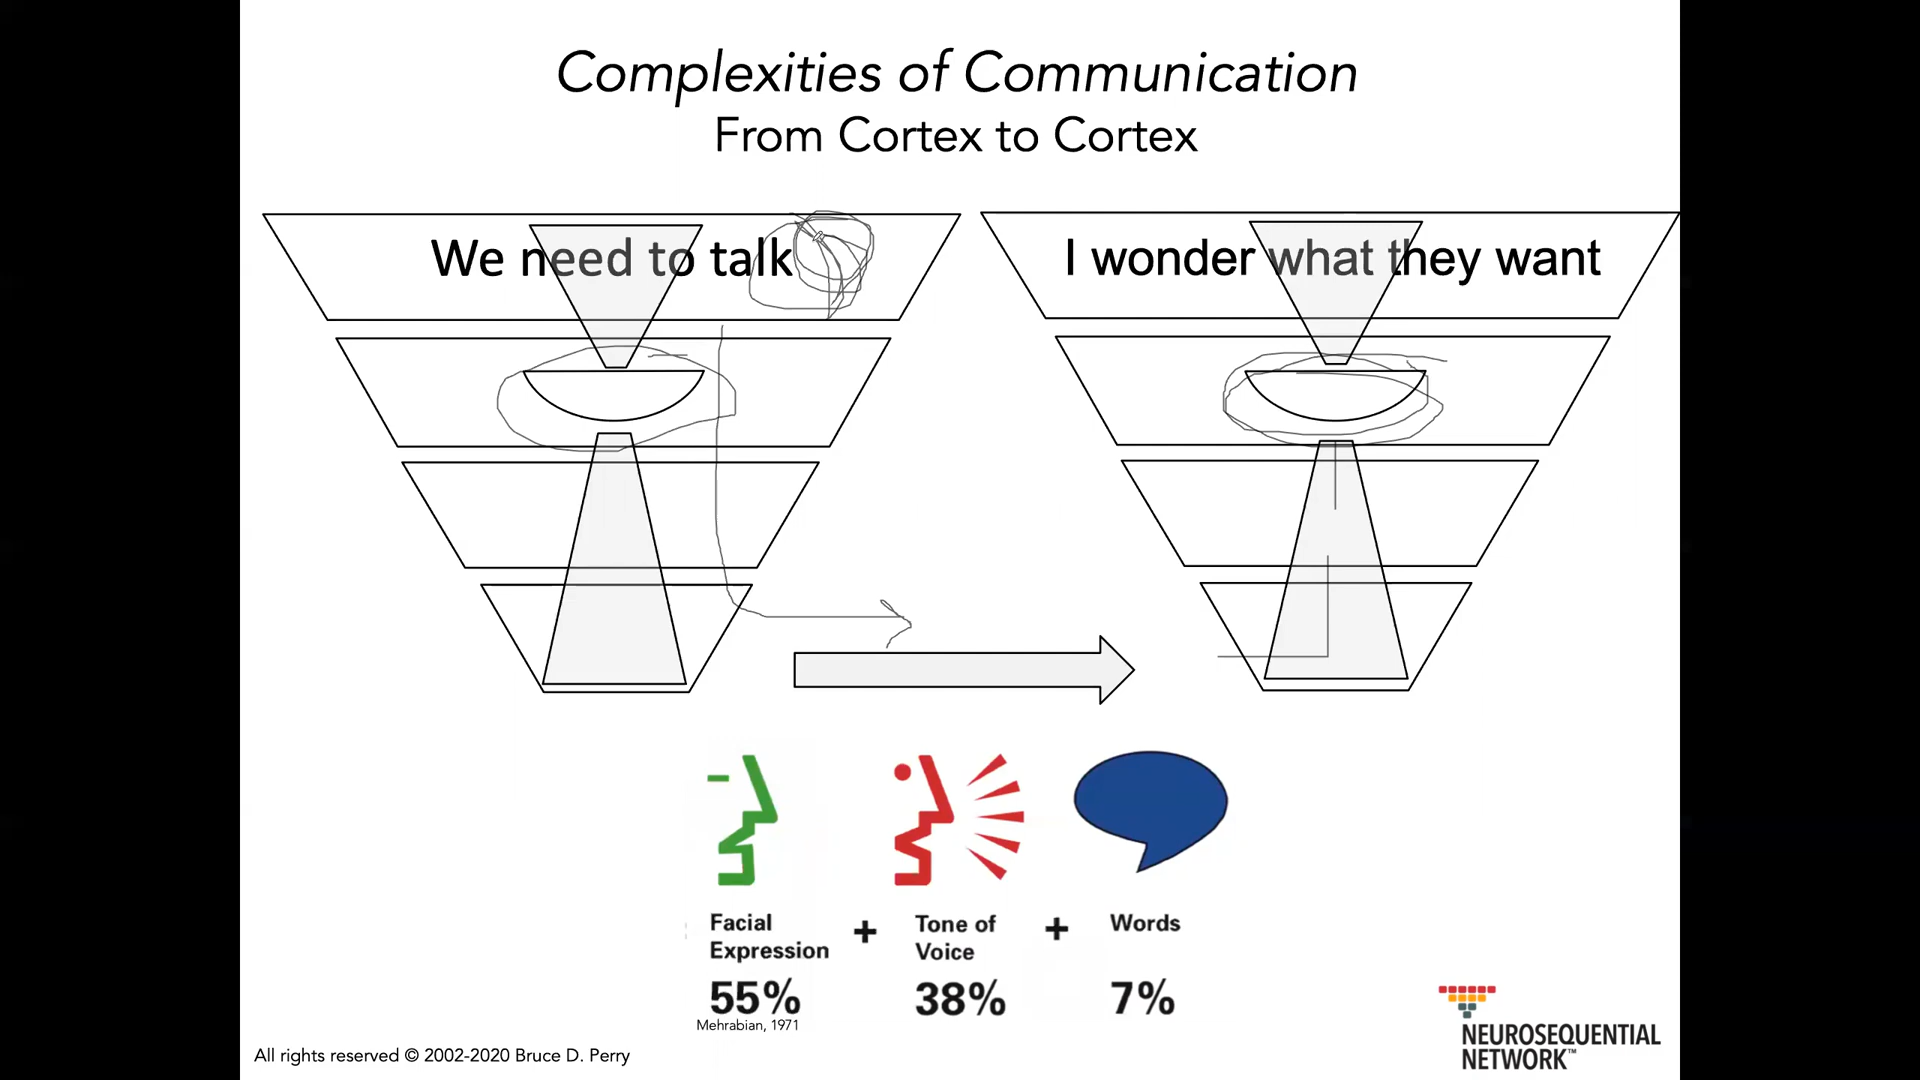 Complexities of Communication
From Cortex to Cortex
We need to talk
I wonder what they want
Facial
Expression
55%
Mehrabian, 1971
+
Tone of
Voice
38%
+
Words
7%
All rights reserved © 2002-2020 Bruce D. Perry
NEUROSEQUENTIAL
NETWORK™